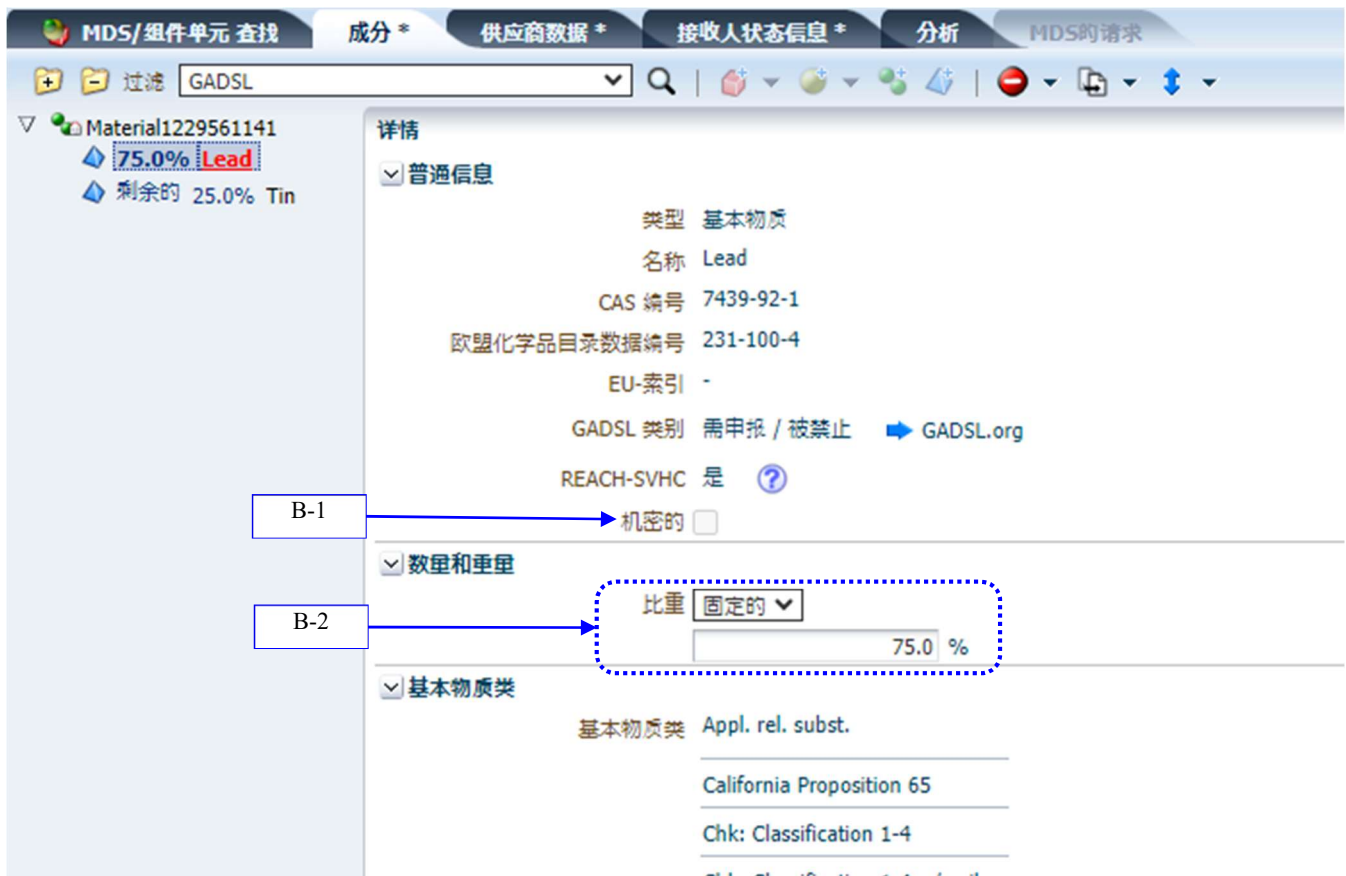 MDS/组件单元 查找 成分 * 供应商数据 * 接收人状态信息 * 分析 MDS的请求
过滤 GADSL
Material1229561141
75.0% Lead
剩余的 25.0% Tin
详情
普通信息
类型 基本物质
名称 Lead
CAS 编号 7439-92-1
欧盟化学品目录数据编号 231-100-4
EU-索引 -
GADSL 类别 需申报 / 被禁止 GADSL.org
REACH-SVHC 是 ?
B-1 机密的
数量和重量
B-2 比重 固定的
75.0 %
基本物质类
基本物质类 Appl. rel. subst.
California Proposition 65
Chk: Classification 1-4